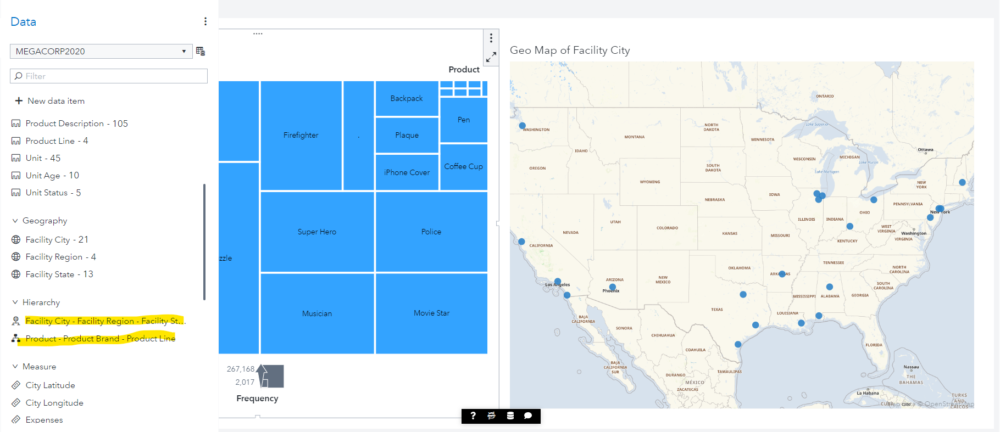 Data
MEGACORP2020
Filter
New data item
Product Description - 105
Product Line - 4
Unit - 45
Unit Age - 10
Unit Status - 5
Geography
Facility City - 21
Facility Region - 4
Facility State - 13
Hierarchy
Facility City - Facility Region - Facility St...
Product - Product Brand - Product Line
Measure
City Latitude
City Longitude
Expenses
Product
Firefighter
.
Backpack
Plaque
iPhone Cover
Pen
Coffee Cup
zzle
Super Hero
Police
Musician
Movie Star
267,168
2,017
Frequency
?
Geo Map of Facility City
ONTARIO
WASHINGTON
MONTANA
NORTH
DAKOTA
MINNESOTA
Lake Superior
Ottawa
IDAHO
OREGON
WISCONSIN
MICHIGAN
Lake Huron
SOUTH
DAKOTA
Lake Michigan
WYOMING
NEW
YORK
IOWA
NEBRASKA
PENNSYLVANIA
New York
OHIO
ILLINOIS
INDIANA
UTAH
COLORADO
NEVADA
KANSAS
MISSOURI
WEST
VIRGINIA
Washington
VIRGINIA
KENTUCKY
CALIFORNIA
TENNESSEE
NORTH
CAROLINA
OKLAHOMA
ARKANSAS
NEW
MEXICO
ARIZONA
Phoenix
Los Angeles
SOUTH
CAROLINA
MISSISSIPPI
ALABAMA
GEORGIA
TEXAS
LOUISIANA
BAJA
CALIFORNIA
SONORA
CHIHUAHUA
COAHUILA
FLORIDA
BAJA
CALIFORNIA
SUR
DURANGO
TAMAULIPAS
MÉXICO
ZACATECAS
Nassau
THE
BAHAMAS
La Habana
TURKS
AND
CAICOS
CUBA
Cuba
Map data © OpenStreetMap